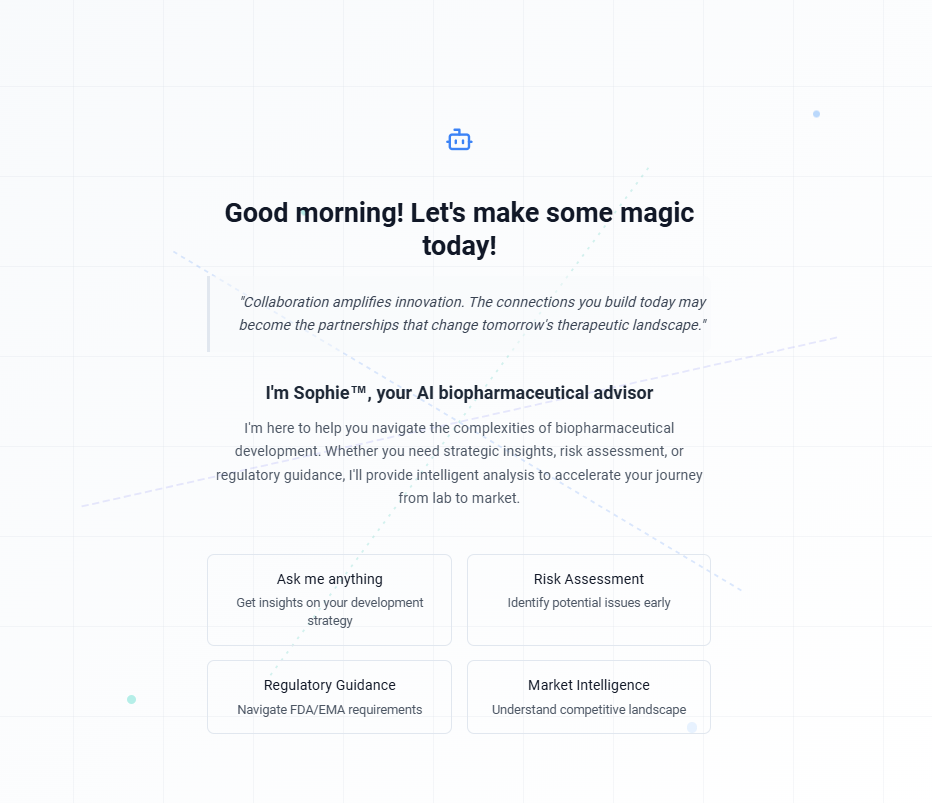 Good morning! Let's make some magic
today!
"Collaboration amplifies innovation. The connections you build today may
become the partnerships that change tomorrow's therapeutic landscape."
I'm Sophie™, your AI biopharmaceutical advisor
I'm here to help you navigate the complexities of biopharmaceutical
development. Whether you need strategic insights, risk assessment, or
regulatory guidance, I'll provide intelligent analysis to accelerate your journey
from lab to market.
Ask me anything
Get insights on your development
strategy
Risk Assessment
Identify potential issues early
Regulatory Guidance
Navigate FDA/EMA requirements
Market Intelligence
Understand competitive landscape